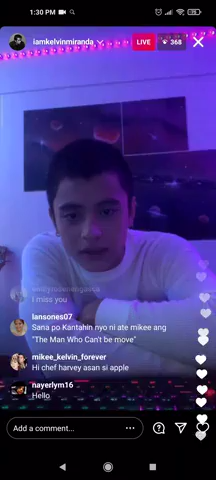 1:30 PM
iamkelvinmiranda
LIVE
368
I miss you
lansones07
Sana po Kantahin nyo ni ate mikee ang
"The Man Who Can't be move"
mikee_kelvin_forever
Hi chef harvey asan si apple
nayerlym16
Hello
Add a comment...